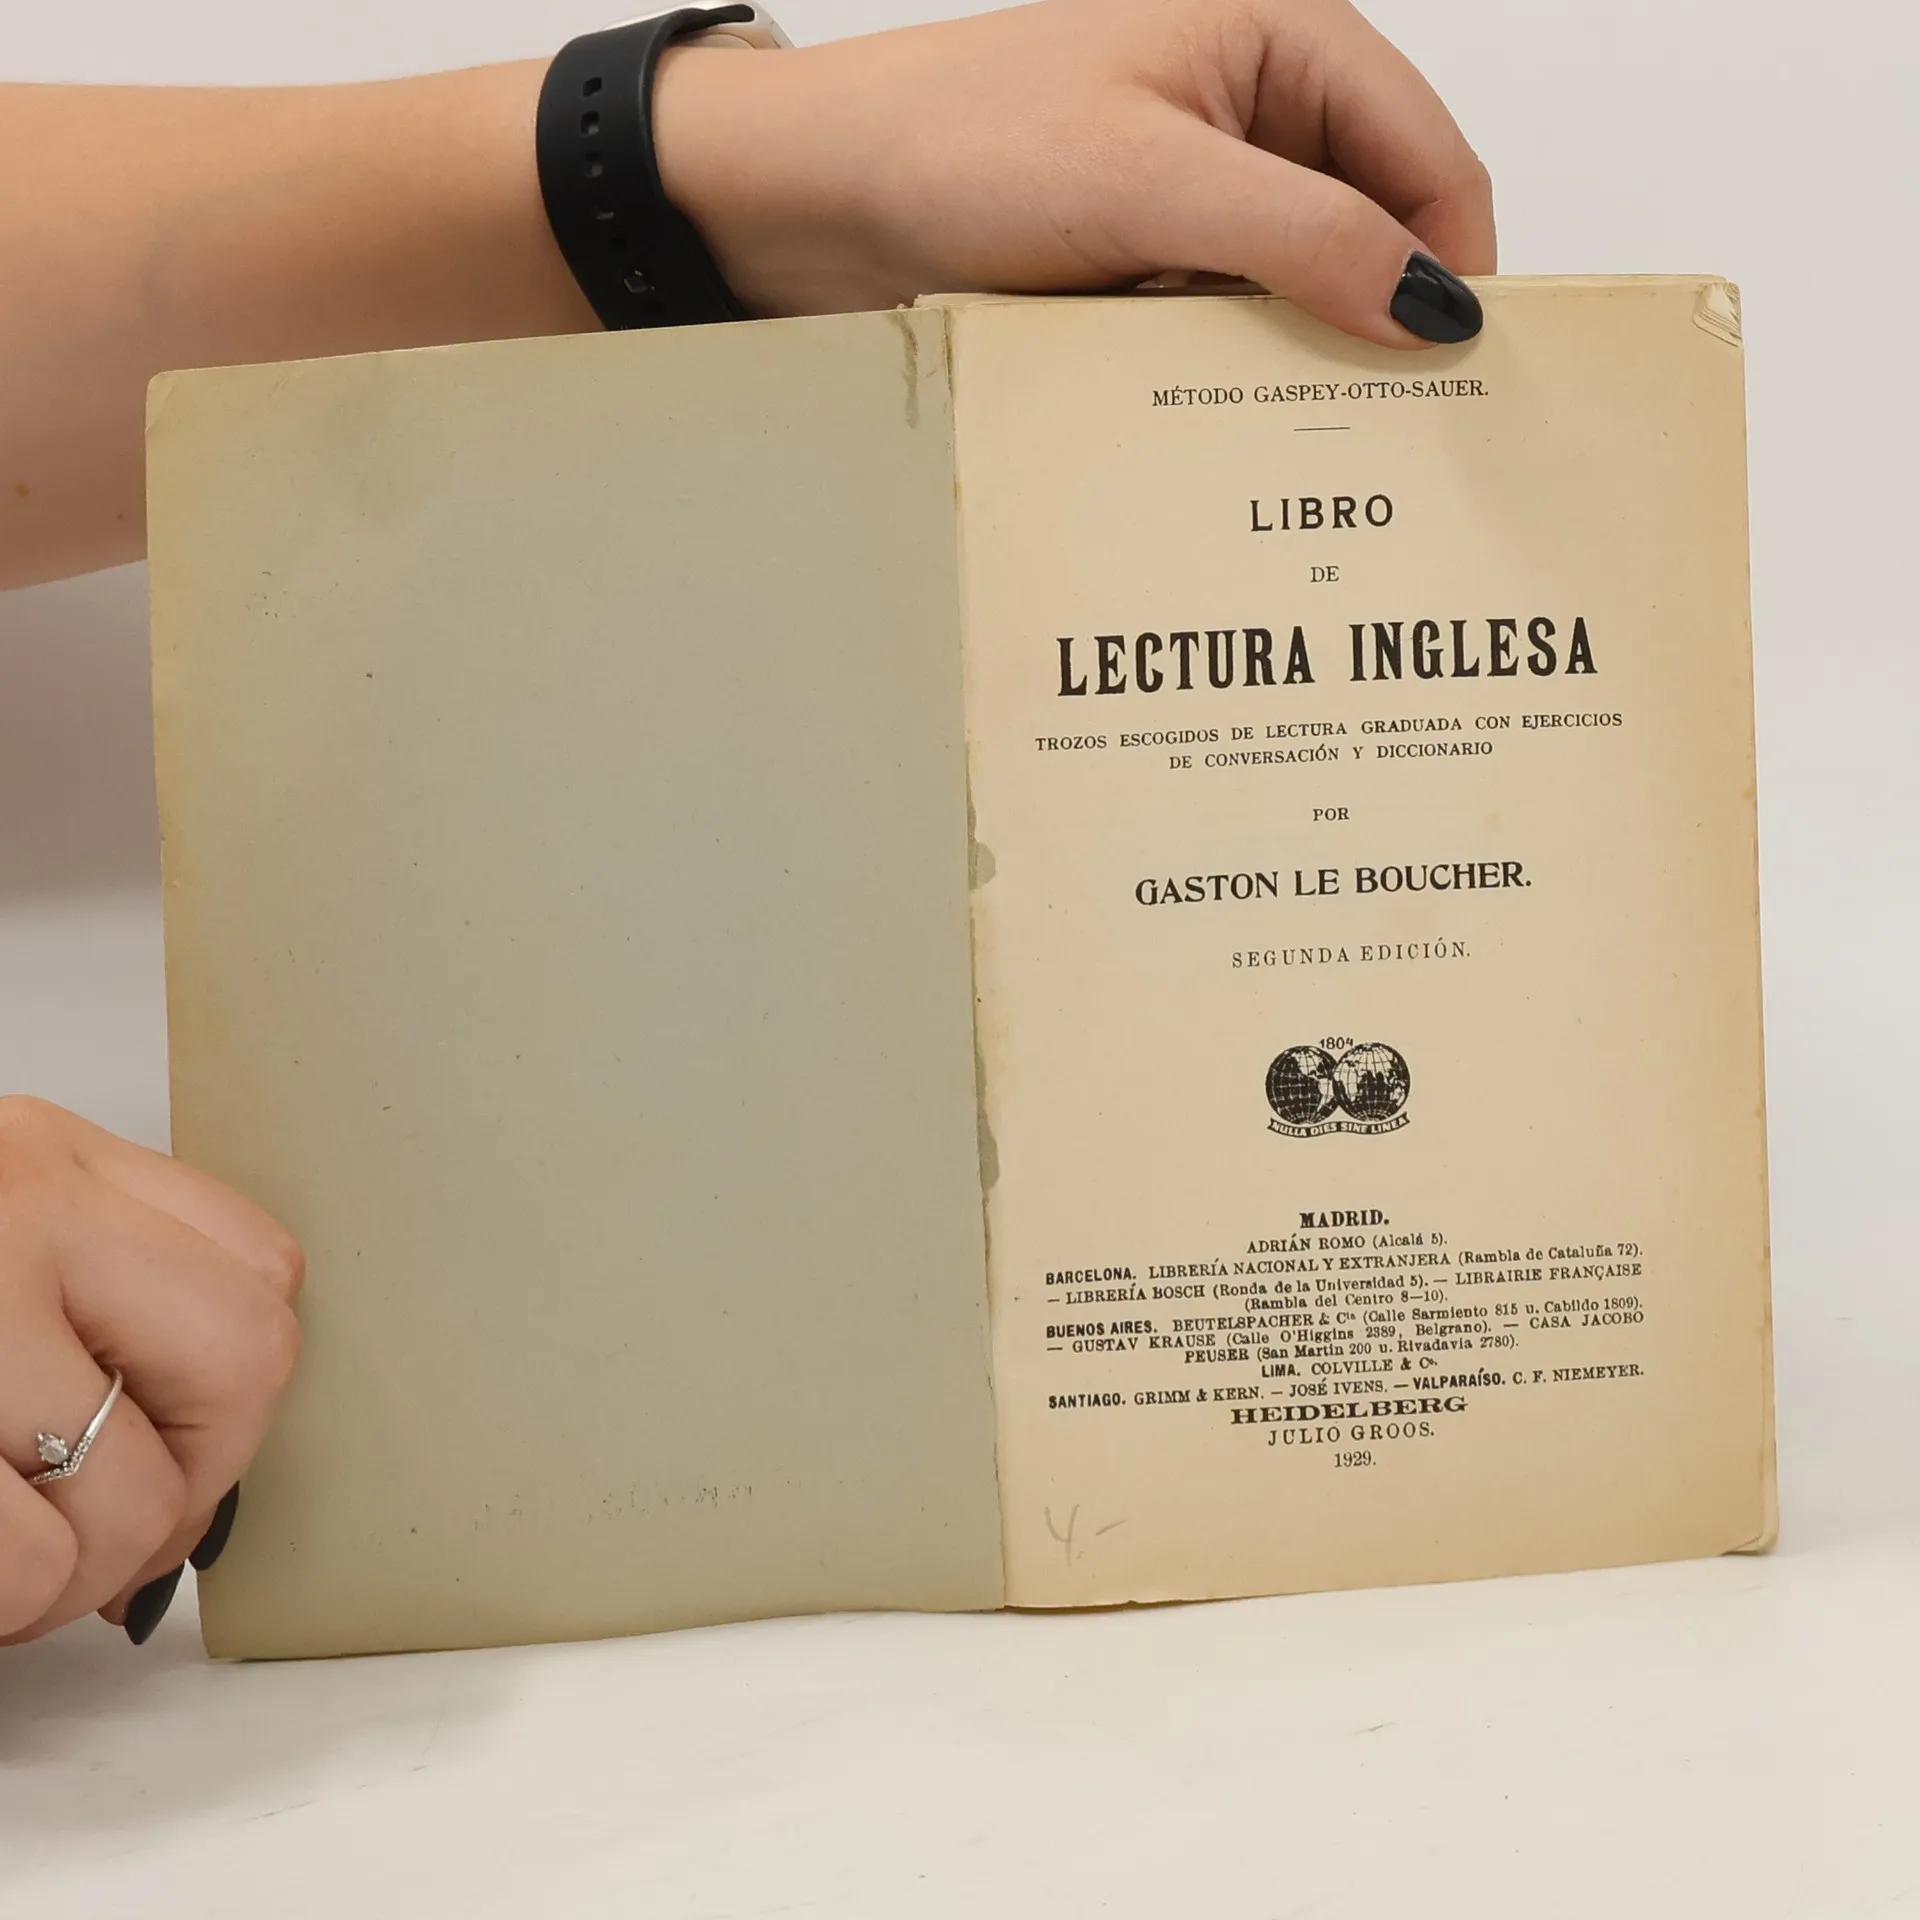 MÉTODO GASPEY-OTTO-SAUER.
LIBRO
DE
LECTURA INGLESA
TROZOS ESCOGIDOS DE LECTURA GRADUADA CON EJERCICIOS
DE CONVERSACIÓN Y DICCIONARIO
POR
GASTON LE BOUCHER.
SEGUNDA EDICIÓN.
1804
NULLA DIES SINE LINEA
MADRID.
ADRIÁN ROMO (Alcalá 5).
BARCELONA. LIBRERÍA NACIONAL Y EXTRANJERA (Rambla de Cataluña 72).
— LIBRERÍA BOSCH (Ronda de la Universidad 5). — LIBRAIRIE FRANÇAISE
(Rambla del Centro 8—10).
BUENOS AIRES. BEUTELSPACHER & Cia (Calle Sarmiento 815 u. Cabildo 1809).
— GUSTAV KRAUSE (Calle O'Higgins 2389, Belgrano). — CASA JACOBO
PEUSER (San Martin 200 u. Rivadavia 2780).
LIMA. COLVILLE & Co.
SANTIAGO. GRIMM & KERN. — JOSÉ IVENS. — VALPARAÍSO. C. F. NIEMEYER.
HEIDELBERG
JULIO GROOS.
1929.
4.-